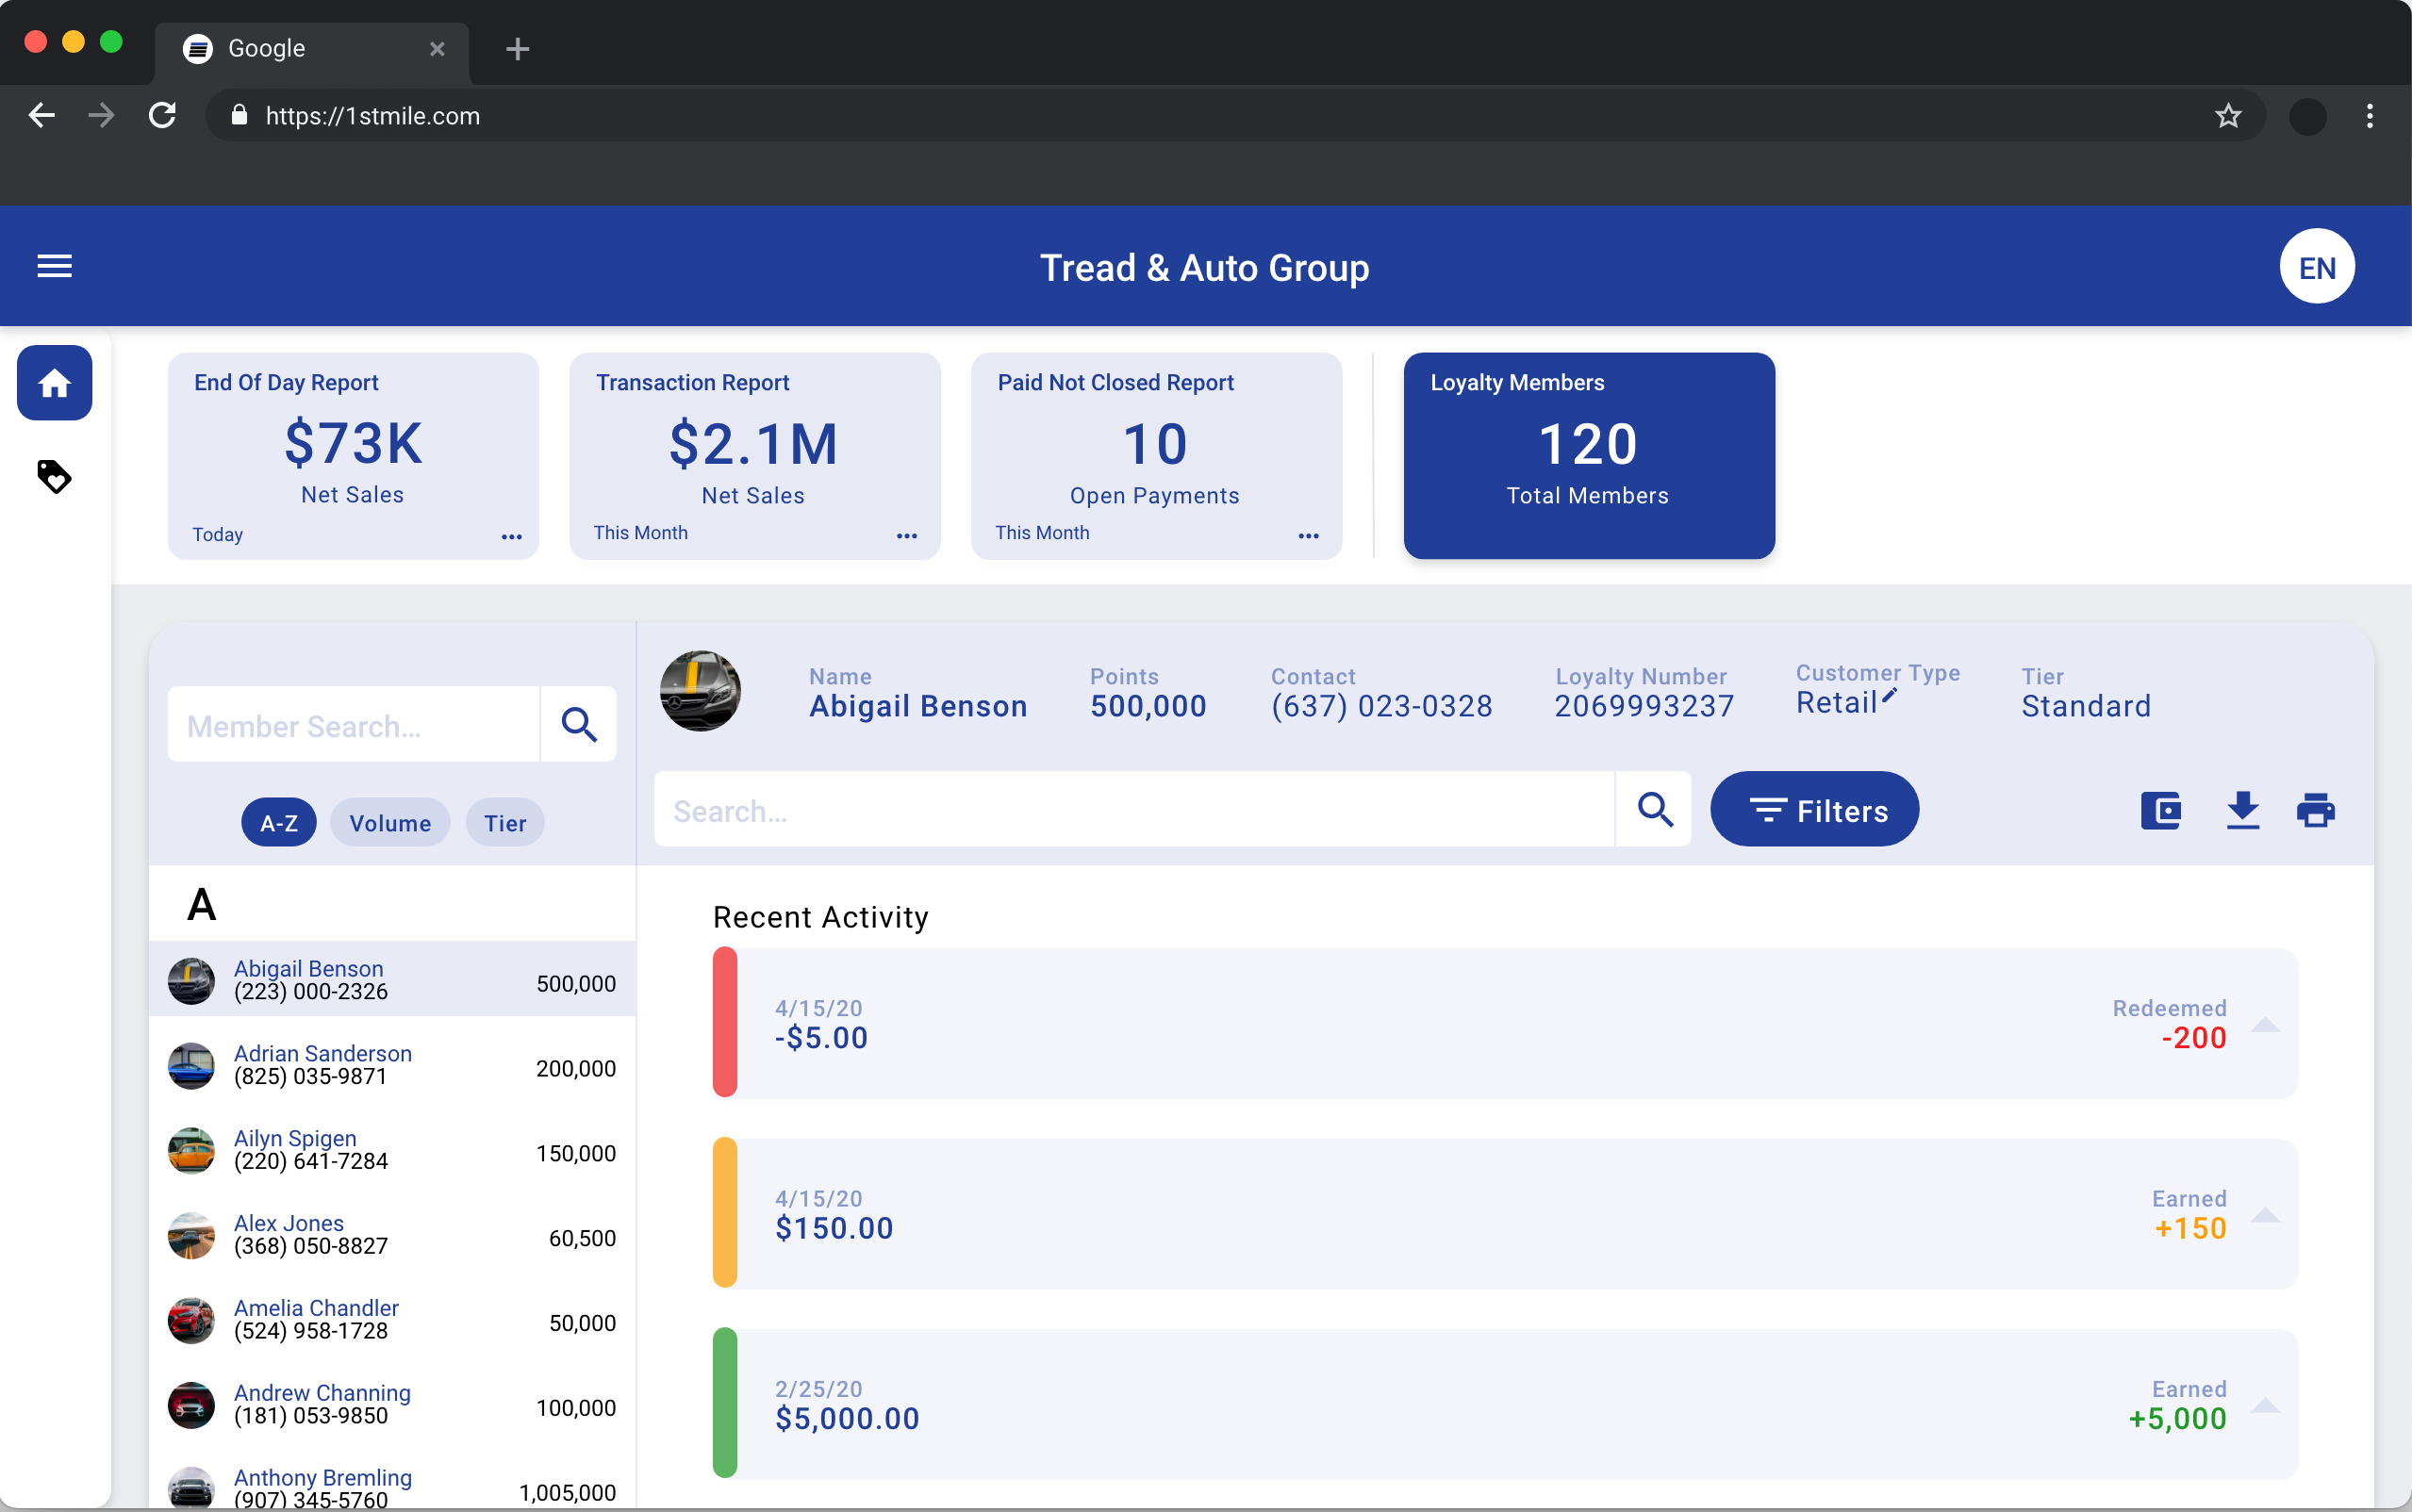 Google
https://1stmile.com
Tread & Auto Group
EN
End Of Day Report
$73K
Net Sales
Today
Transaction Report
$2.1M
Net Sales
This Month
Paid Not Closed Report
10
Open Payments
This Month
Loyalty Members
120
Total Members
Member Search...
A-Z Volume Tier
A
Abigail Benson
(223) 000-2326
500,000
Adrian Sanderson
(825) 035-9871
200,000
Ailyn Spigen
(220) 641-7284
150,000
Alex Jones
(368) 050-8827
60,500
Amelia Chandler
(524) 958-1728
50,000
Andrew Channing
(181) 053-9850
100,000
Anthony Bremling
(907) 345-5760
1,005,000
Name
Abigail Benson
Points
500,000
Contact
(637) 023-0328
Loyalty Number
2069993237
Customer Type
Retail
Tier
Standard
Search...
Filters
Recent Activity
4/15/20
-$5.00
Redeemed
-200
4/15/20
$150.00
Earned
+150
2/25/20
$5,000.00
Earned
+5,000